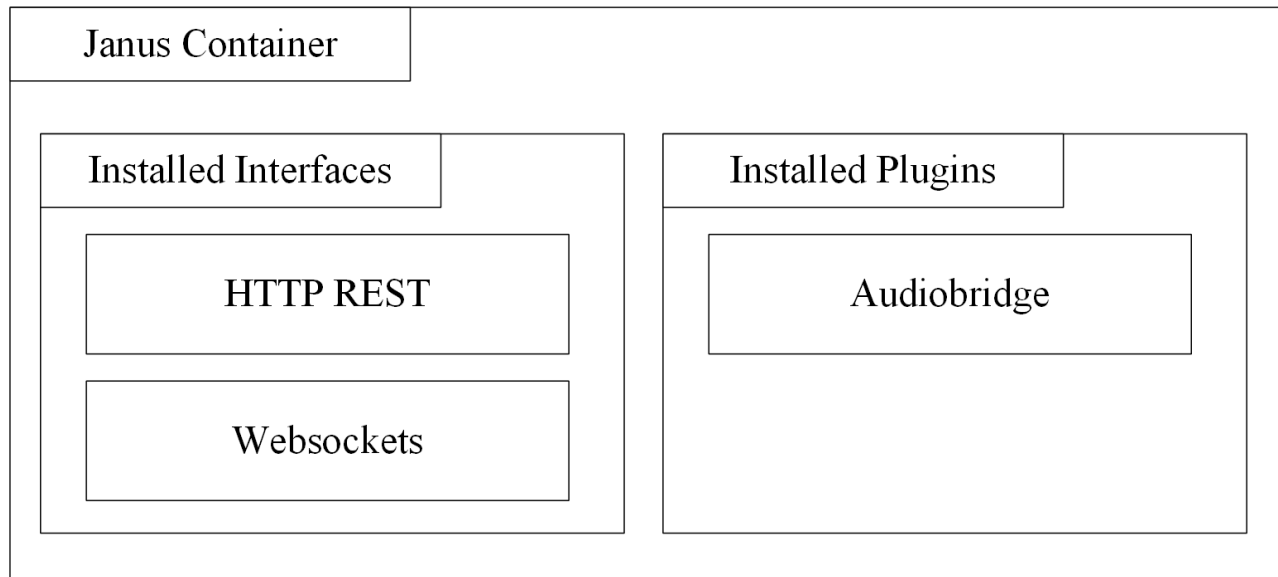 Janus Container
Installed Interfaces
HTTP REST
Websockets
Installed Plugins
Audiobridge